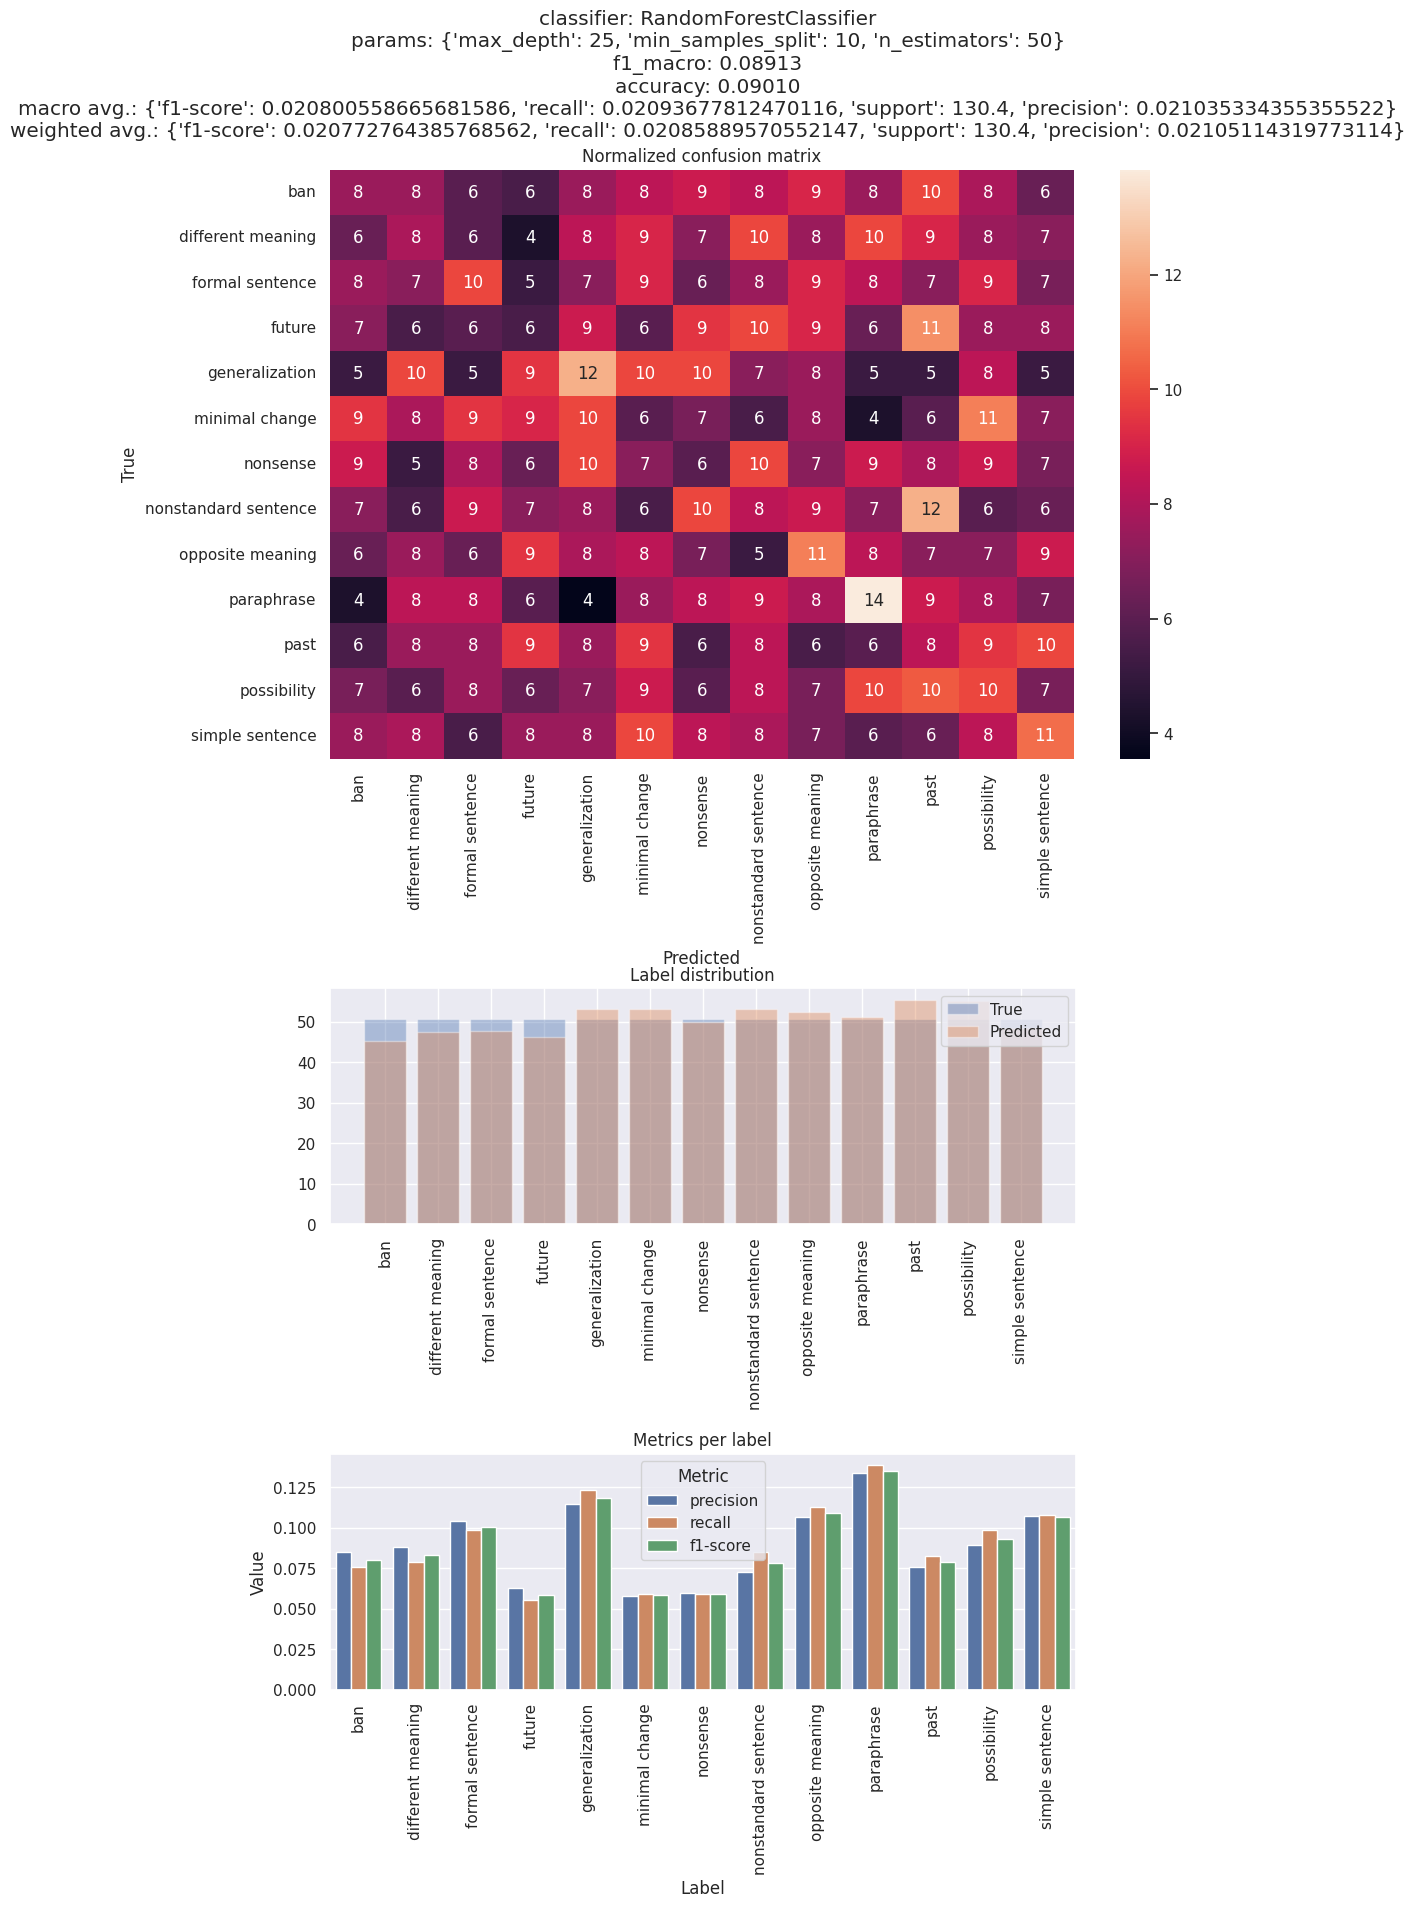 classifier: RandomForestClassifier
params: {'max_depth': 25, 'min_samples_split': 10, 'n_estimators': 50}
f1_macro: 0.08913
accuracy: 0.09010
macro avg.: {'f1-score': 0.020800558665681586, 'recall': 0.02093677812470116, 'support': 130.4, 'precision': 0.021035334355355522}
weighted avg.: {'f1-score': 0.020772764385768562, 'recall': 0.02085889570552147, 'support': 130.4, 'precision': 0.02105114319773114}
Normalized confusion matrix
True
ban 8 8 6 6 8 8 9 8 9 8 10 8 6
different meaning 6 8 6 4 8 9 7 10 8 10 9 8 7
formal sentence 8 7 10 5 7 9 6 8 9 8 7 9 7
future 7 6 6 6 9 6 9 10 9 6 11 8 8
generalization 5 10 5 9 12 10 10 7 8 5 5 8 5
minimal change 9 8 9 9 10 6 7 6 8 4 6 11 7
nonsense 9 5 8 6 10 7 6 10 7 9 8 9 7
nonstandard sentence 7 6 9 7 8 6 10 8 9 7 12 6 6
opposite meaning 6 8 6 9 8 8 7 5 11 8 7 7 9
paraphrase 4 8 8 6 4 8 8 9 8 14 9 8 7
past 6 8 8 9 8 9 6 8 6 6 8 9 10
possibility 7 6 8 6 7 9 6 8 7 10 10 10 7
simple sentence 8 8 6 8 8 10 8 8 7 6 6 8 11
12
10
8
6
4
ban
different meaning
formal sentence
future
generalization
minimal change
nonsense
nonstandard sentence
opposite meaning
paraphrase
past
possibility
simple sentence
Predicted
Label distribution
True
Predicted
50
40
30
20
10
0
ban
different meaning
formal sentence
future
generalization
minimal change
nonsense
nonstandard sentence
opposite meaning
paraphrase
past
possibility
simple sentence
Metrics per label
Metric
precision
recall
f1-score
Value
0.125
0.100
0.075
0.050
0.025
0.000
ban
different meaning
formal sentence
future
generalization
minimal change
nonsense
nonstandard sentence
opposite meaning
paraphrase
past
possibility
simple sentence
Label